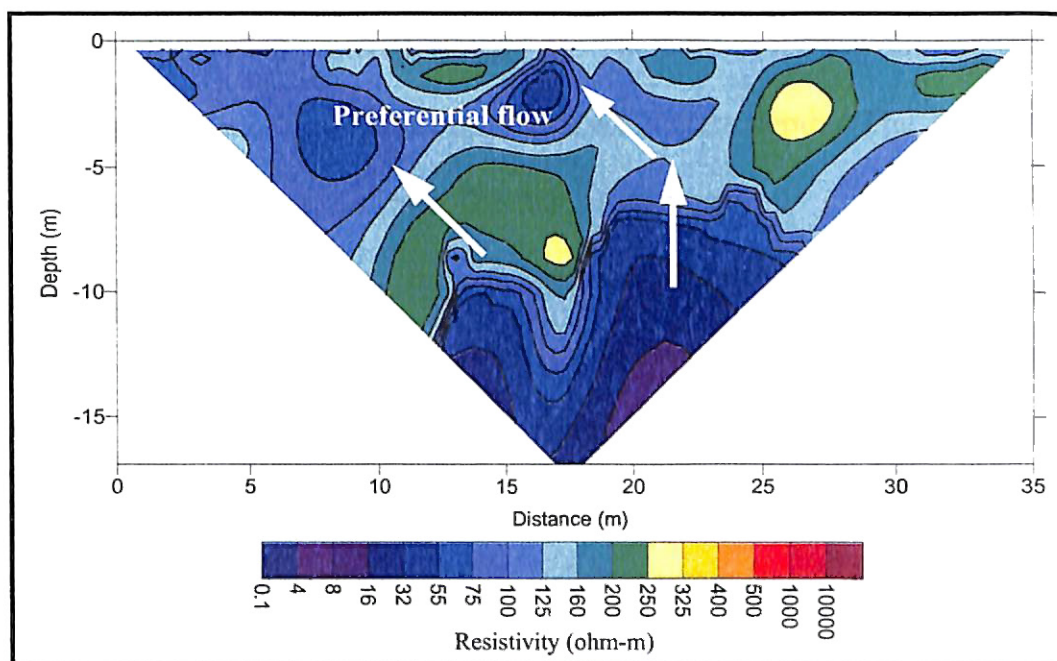 0
Preferential flow
-5
-10
-15
Depth (m)
0 5 10 15 20 25 30 35
Distance (m)
0.1 4 8 16 32 55 75 100 125 160 200 250 325 400 500 1000 10000
Resistivity (ohm-m)